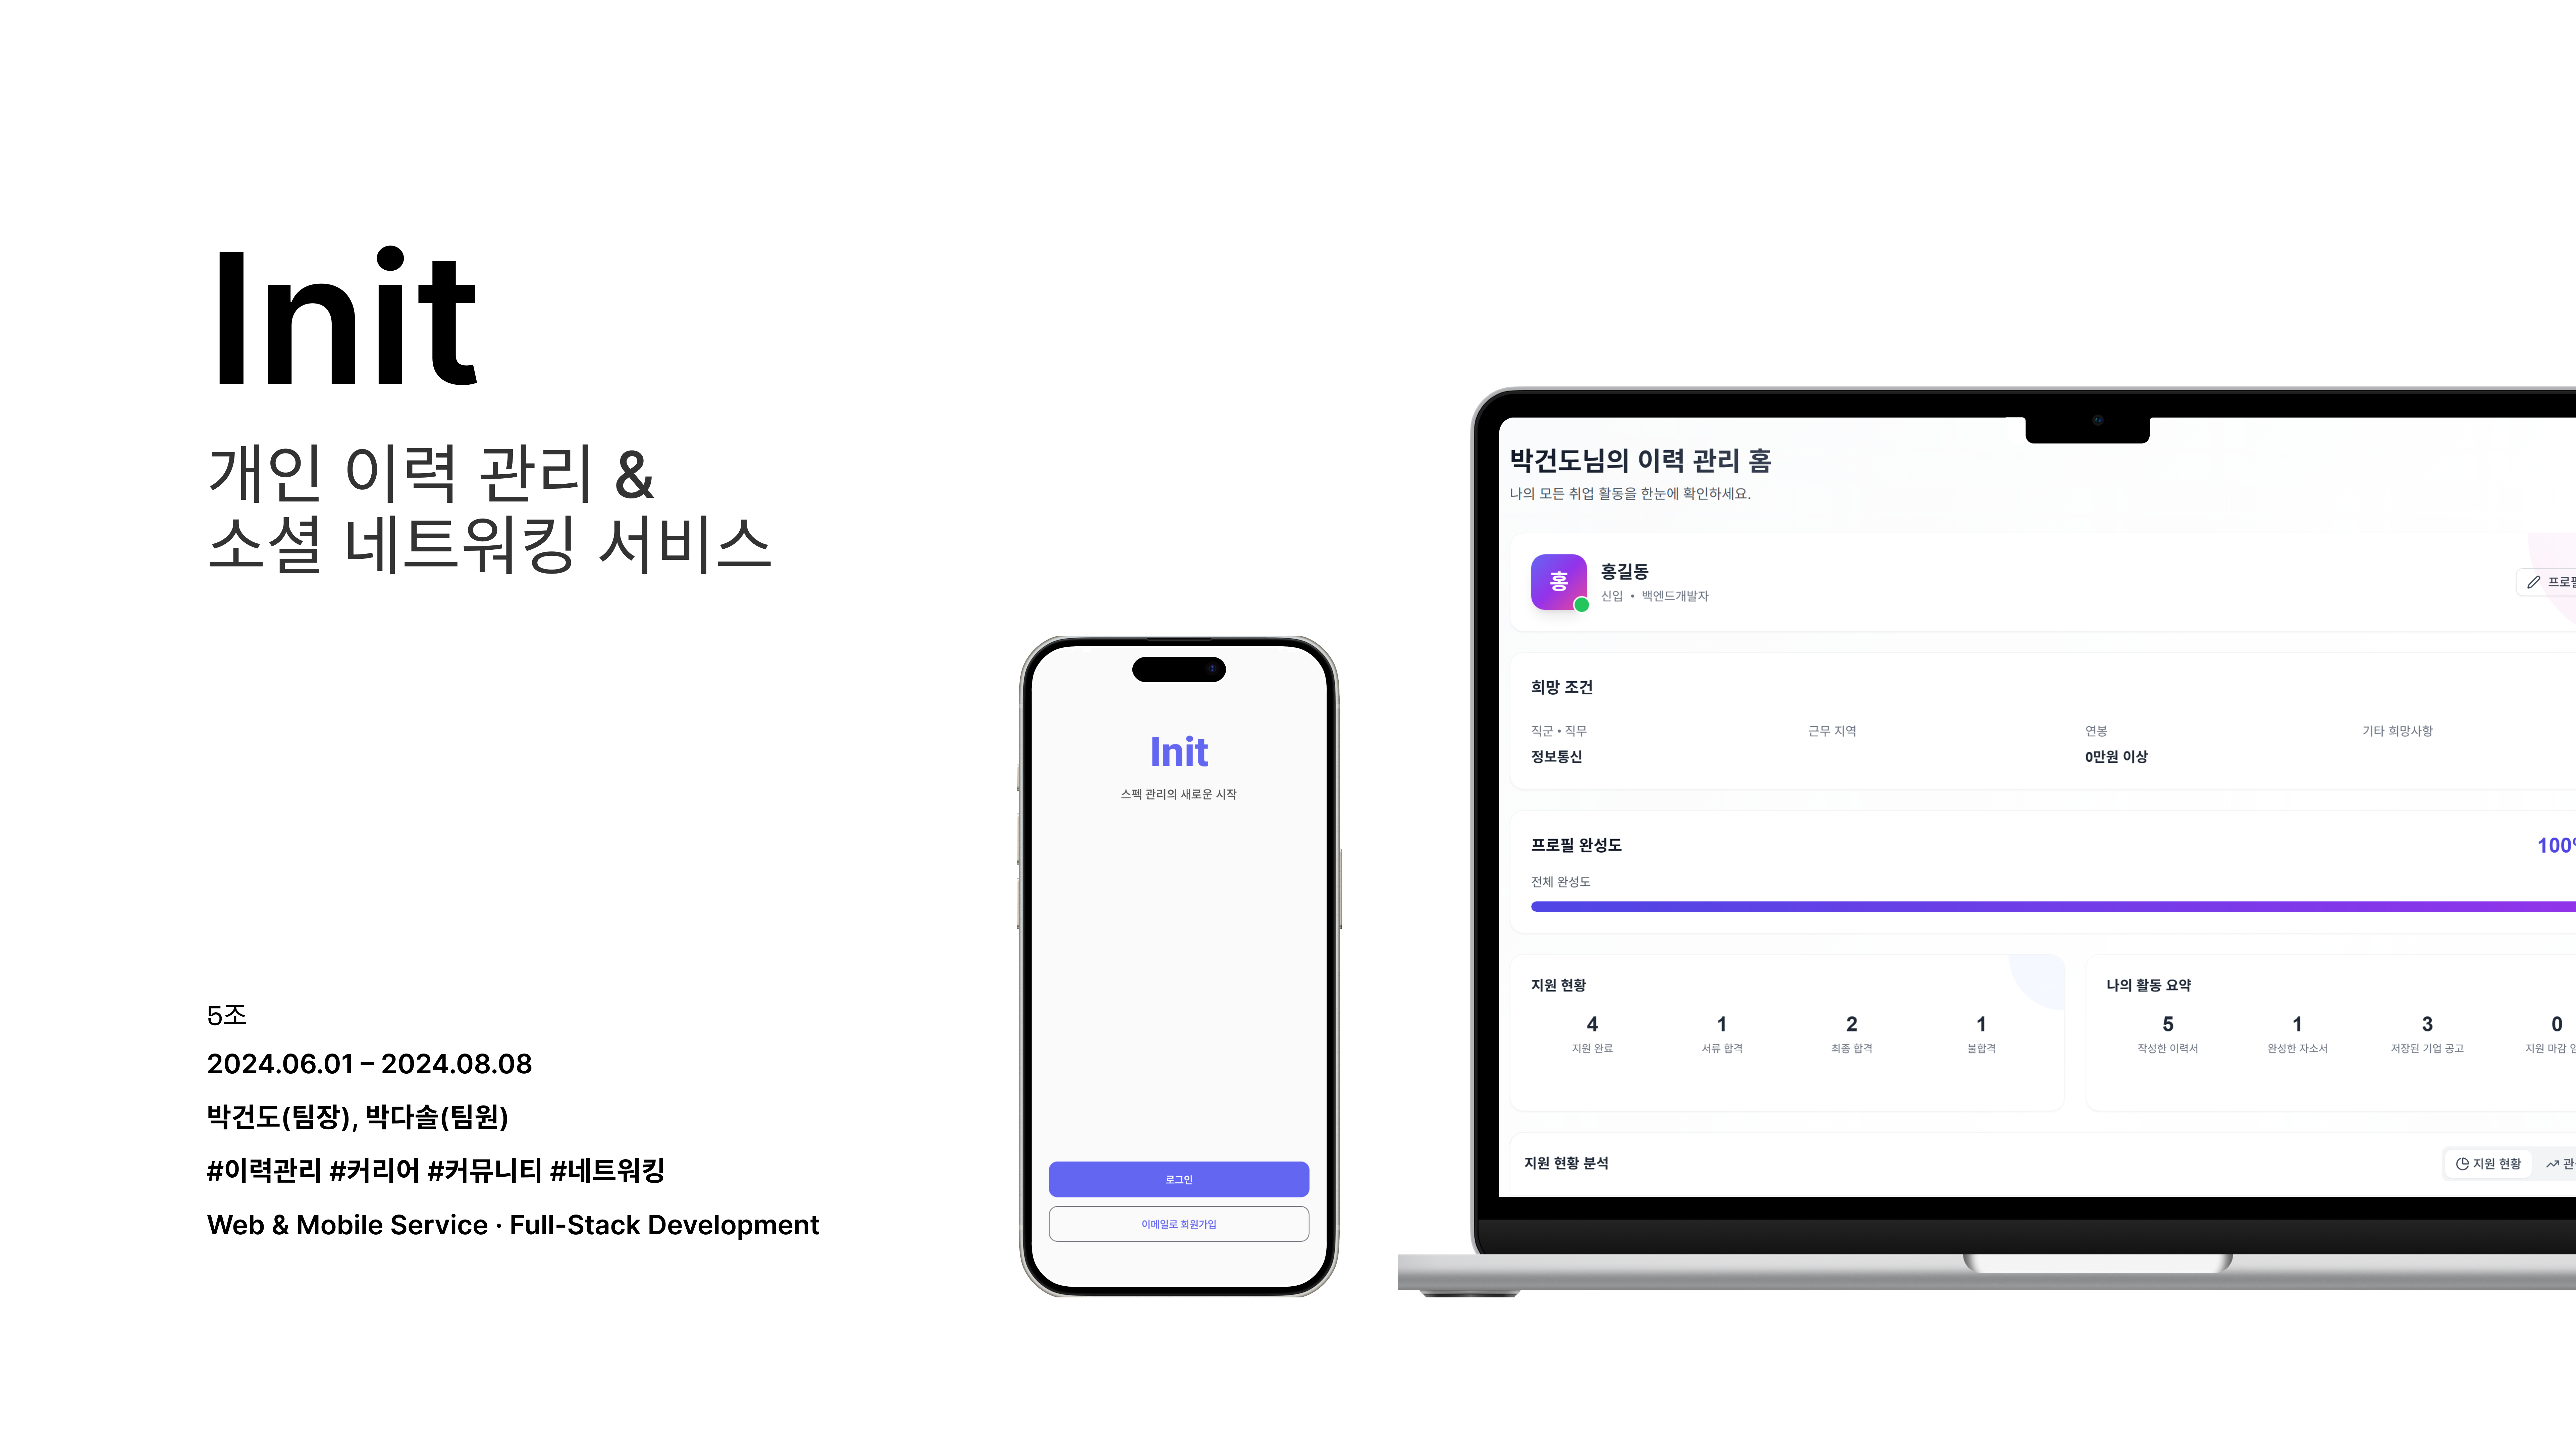 Init
개인 이력 관리 &
소셜 네트워킹 서비스
5조
2024.06.01 – 2024.08.08
박건도(팀장), 박다솔(팀원)
#이력관리 #커리어 #커뮤니티 #네트워킹
Web & Mobile Service · Full-Stack Development
Init
스펙 관리의 새로운 시작
로그인
이메일로 회원가입
박건도님의 이력 관리 홈
나의 모든 취업 활동을 한눈에 확인하세요.
홍
홍길동
신입 • 백엔드개발자
희망 조건
직군 • 직무 근무 지역 연봉 기타 희망사항
정보통신 0만원 이상
프로필 완성도 100
전체 완성도
지원 현황
4 1 2 1
지원 완료 서류 합격 최종 합격 불합격
나의 활동 요약
5 1 3 0
작성한 이력서 완성한 자소서 저장된 기업 공고 지원 마감
지원 현황 분석 지원 현황